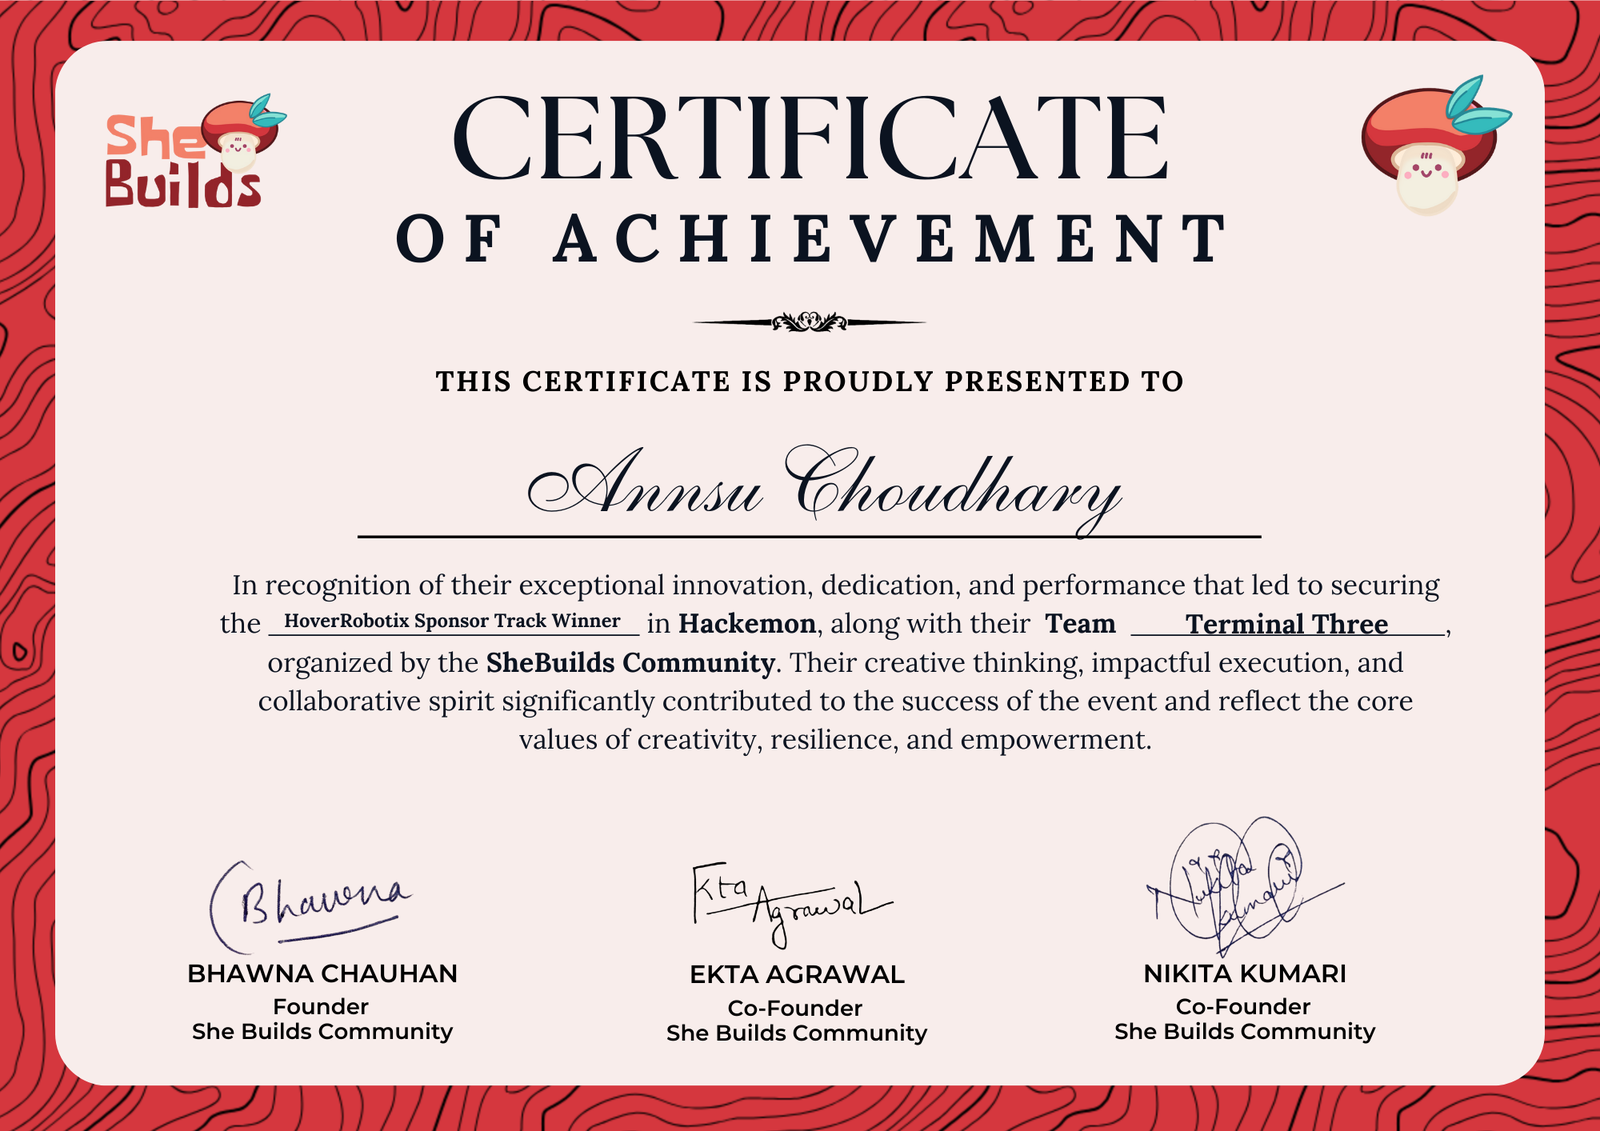 She
Builds
CERTIFICATE
OF ACHIEVEMENT
THIS CERTIFICATE IS PROUDLY PRESENTED TO
Annsu Choudhary
In recognition of their exceptional innovation, dedication, and performance that led to securing
the HoverRobotix Sponsor Track Winner in Hackemon, along with their Team Terminal Three,
organized by the SheBuilds Community. Their creative thinking, impactful execution, and
collaborative spirit significantly contributed to the success of the event and reflect the core
values of creativity, resilience, and empowerment.
Bhawna
Ekta
Agrawal
Nikita
Kumari
BHAWNA CHAUHAN
Founder
She Builds Community
EKTA AGRAWAL
Co-Founder
She Builds Community
NIKITA KUMARI
Co-Founder
She Builds Community